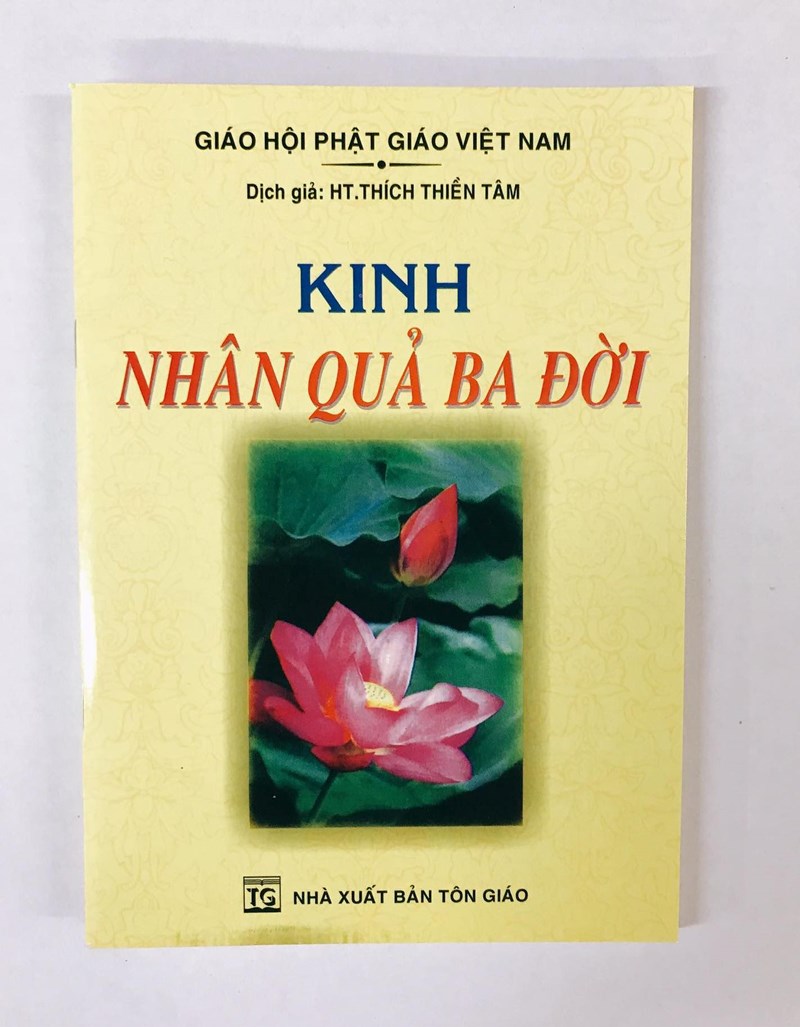 GIÁO HỘI PHẬT GIÁO VIỆT NAM
Dịch giả: HT.THÍCH THIỀN TÂM
KINH
NHÂN QUẢ BA ĐỜI
TG NHÀ XUẤT BẢN TÔN GIÁO